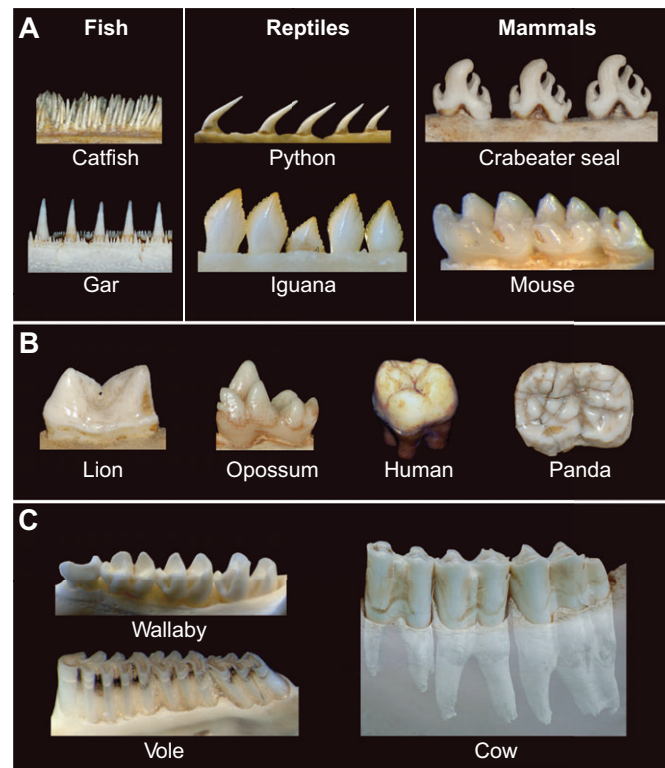 A
Fish
Reptiles
Mammals
Catfish
Python
Crabeater seal
Gar
Iguana
Mouse
B
Lion
Opossum
Human
Panda
C
Wallaby
Vole
Cow